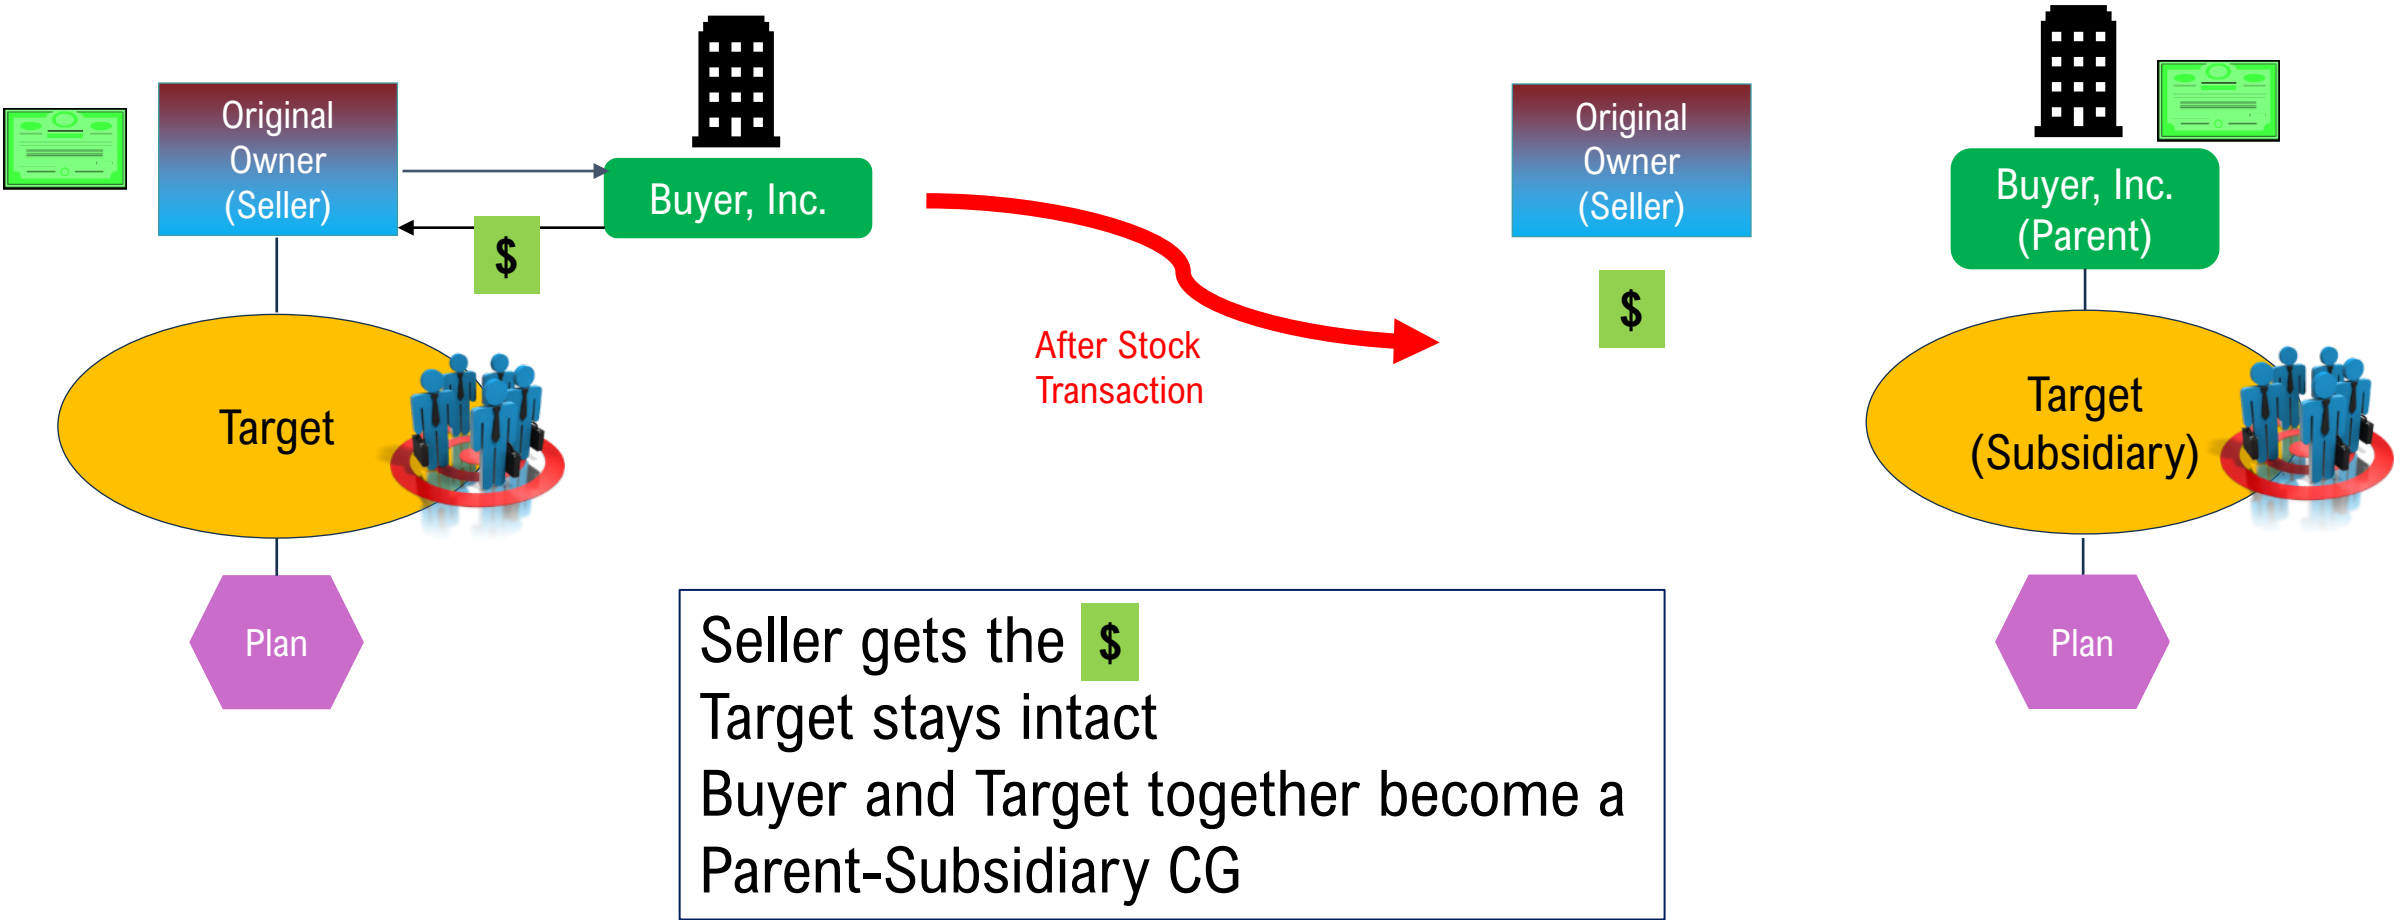 Original
Owner
(Seller)
Buyer, Inc.
$
Target
Plan
After Stock
Transaction
Original
Owner
(Seller)
$
Buyer, Inc.
(Parent)
Target
(Subsidiary)
Plan
Seller gets the $
Target stays intact
Buyer and Target together become a
Parent-Subsidiary CG